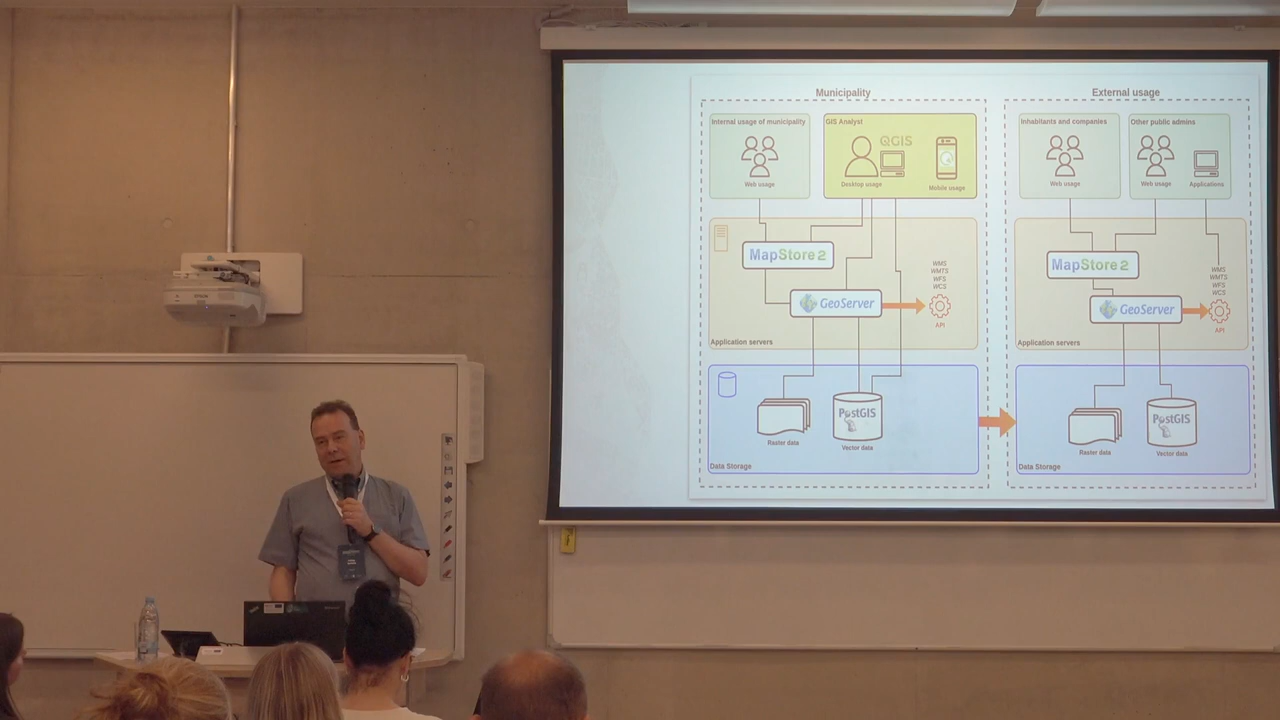 Municipality
External usage
Internal usage of municipality
GIS Analyst
QGIS
Web usage
Desktop usage
Mobile usage
Inhabitants and companies
Other public admins
Web usage
Web usage
Applications
MapStore 2
GeoServer
WMS
WMTS
WFS
WCS
API
Application servers
MapStore 2
GeoServer
WMS
WMTS
WFS
WCS
API
Application servers
Raster data
PostGIS
Vector data
Data Storage
Raster data
PostGIS
Vector data
Data Storage
EPSON